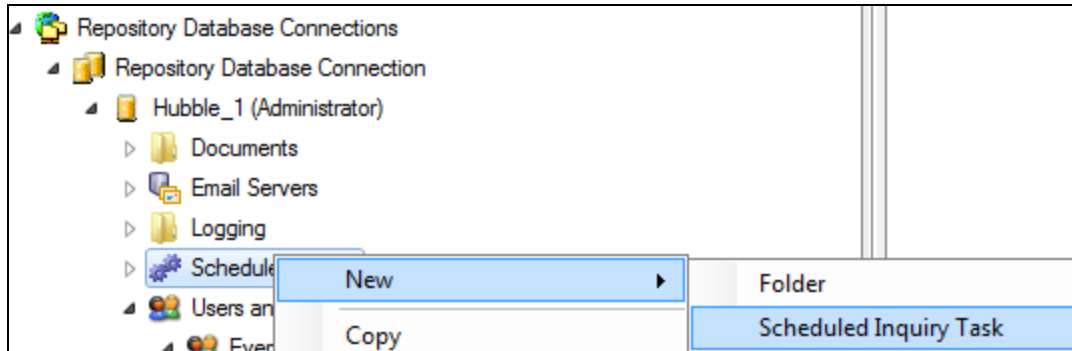 Repository Database Connections
Repository Database Connection
Hubble_1 (Administrator)
Documents
Email Servers
Logging
Schedule
New
Folder
Users an
Scheduled Inquiry Task
Copy
Ever